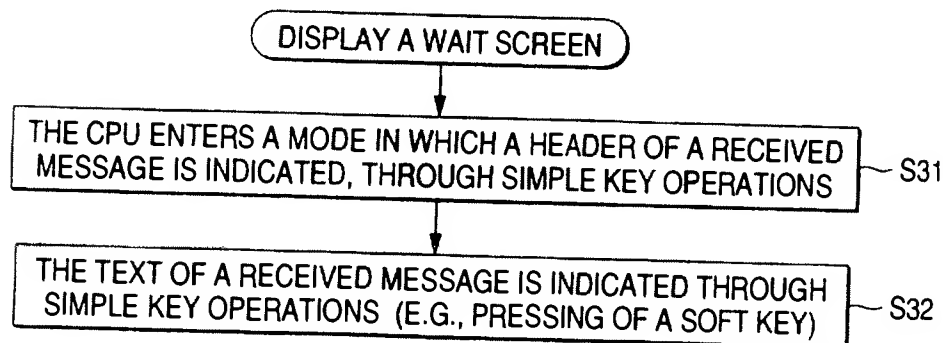 DISPLAY A WAIT SCREEN
THE CPU ENTERS A MODE IN WHICH A HEADER OF A RECEIVED
MESSAGE IS INDICATED, THROUGH SIMPLE KEY OPERATIONS
S31
THE TEXT OF A RECEIVED MESSAGE IS INDICATED THROUGH
SIMPLE KEY OPERATIONS (E.G., PRESSING OF A SOFT KEY)
S32